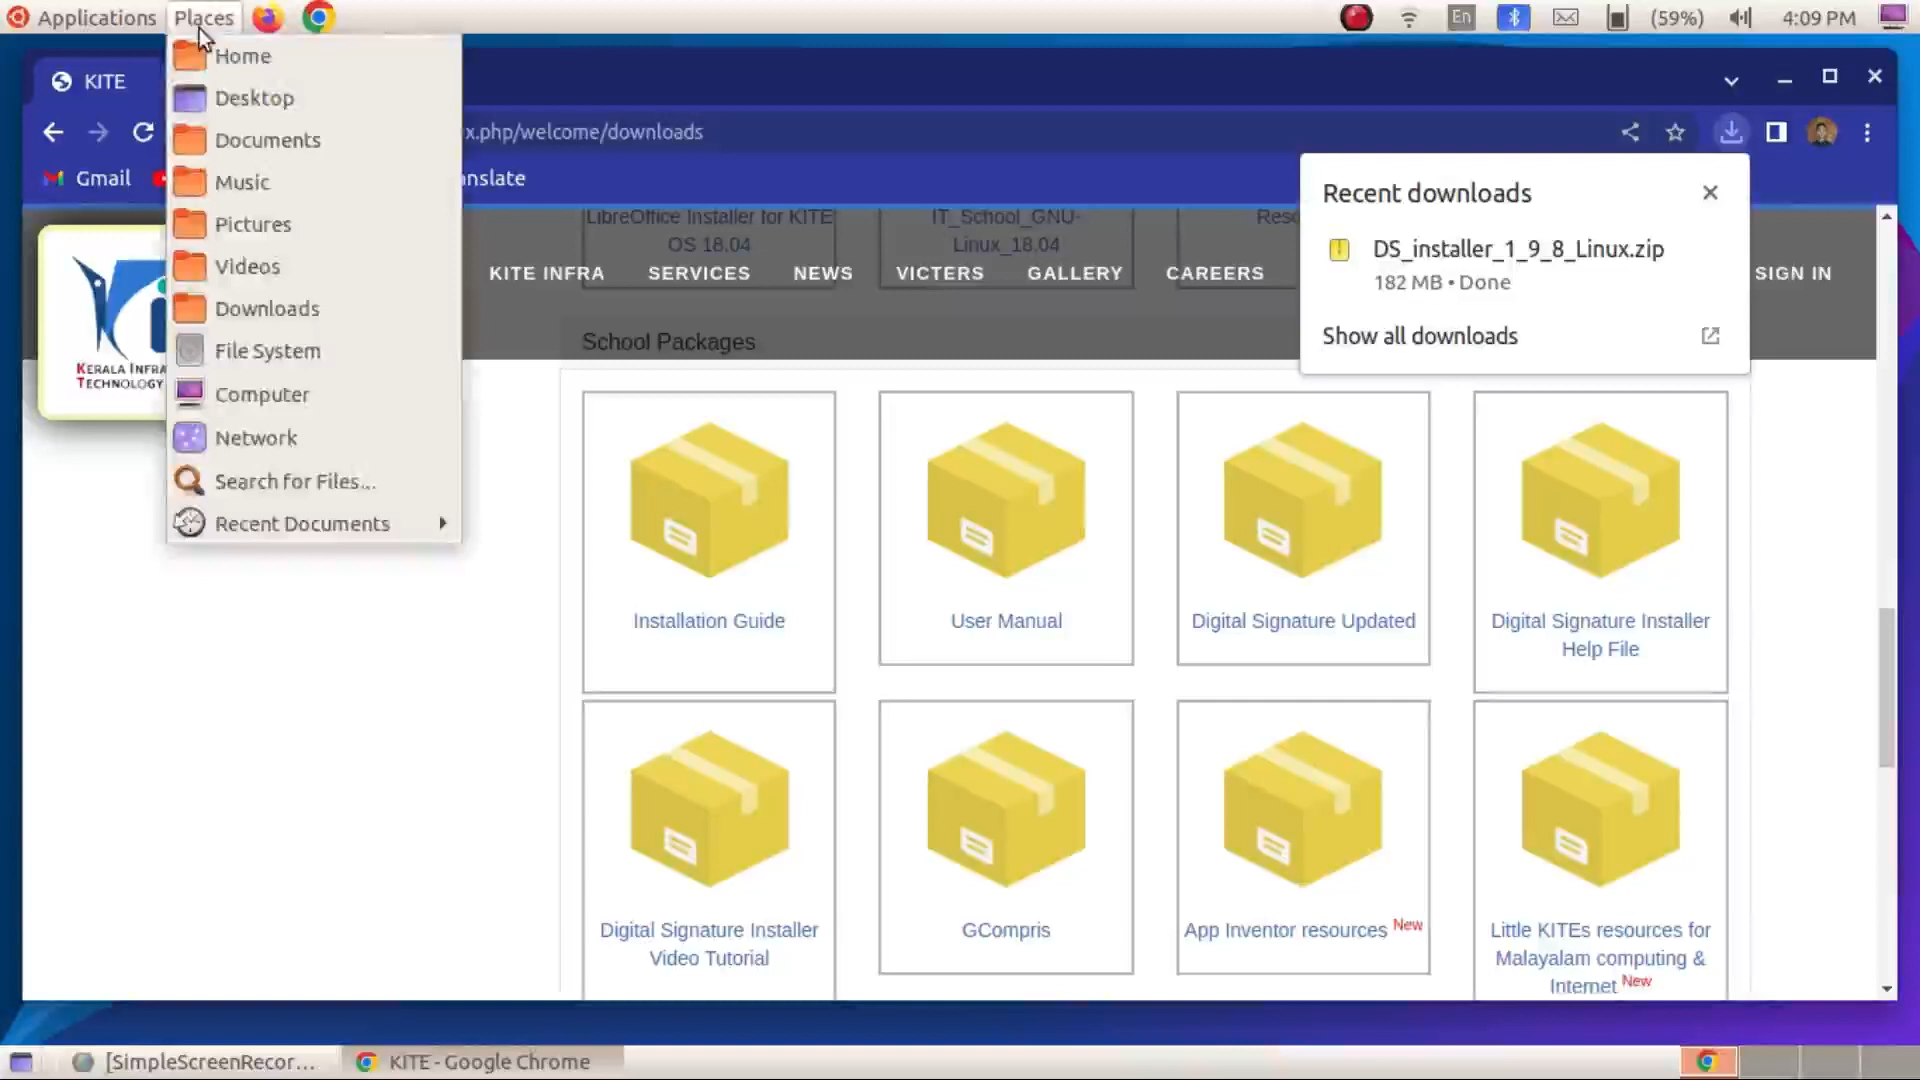 Applications Places
En (59%) 4:09 PM
Home
Desktop
Documents
Music
Pictures
Videos
Downloads
File System
Computer
Network
Search for Files...
Recent Documents
KITE
x.php/welcome/downloads
Gmail
anslate
Recent downloads
DS_installer_1_9_8_Linux.zip
182 MB • Done
Show all downloads
LibreOffice Installer for KITE
OS 18.04
IT_School_GNU-
Linux_18.04
Reso
KITE INFRA SERVICES NEWS VICTERS GALLERY CAREERS SIGN IN
KERALA INFRA
TECHNOLOGY
School Packages
Installation Guide
User Manual
Digital Signature Updated
Digital Signature Installer
Help File
Digital Signature Installer
Video Tutorial
GCompris
App Inventor resources New
Little KITEs resources for
Malayalam computing &
Internet New
[SimpleScreenRecor...
KITE - Google Chrome